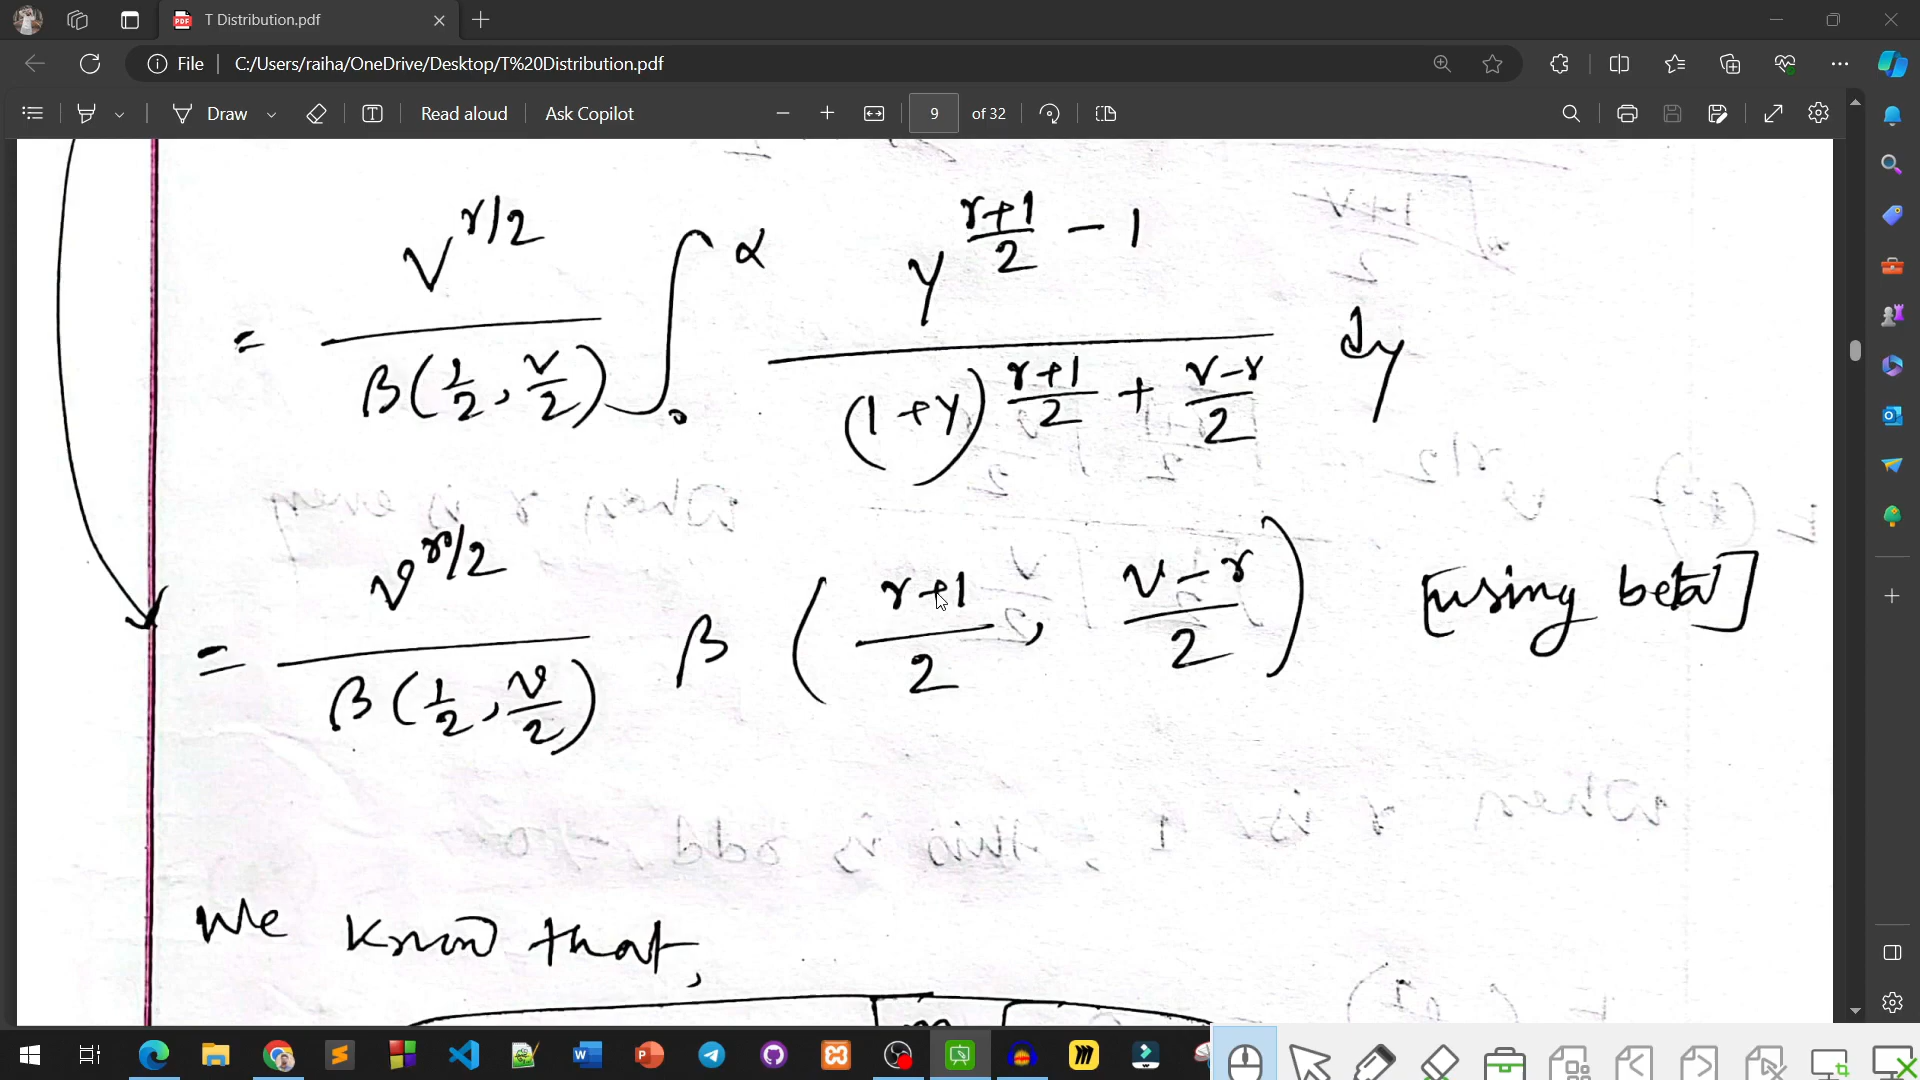 T Distribution.pdf
File C:/Users/raiha/OneDrive/Desktop/T%20Distribution.pdf
Draw Read aloud Ask Copilot 9 of 32
= ν^{r/2} / β(1/2, ν/2) ∫_0^α y^{(r+1)/2 - 1} / (1+y)^{(r+1)/2 + (ν-r)/2} dy
= ν^{r/2} / β(1/2, ν/2) β((r+1)/2, (ν-r)/2) [using beta]
We know that,